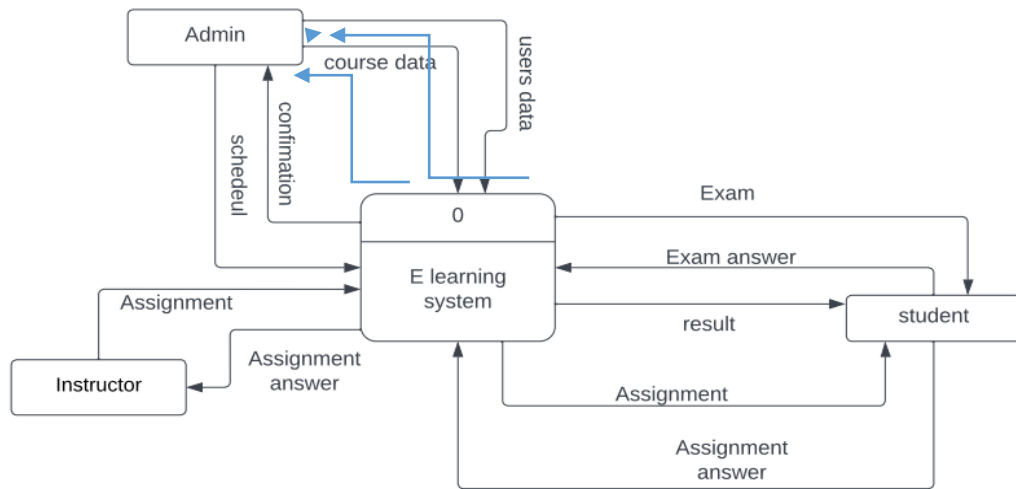 Admin
course data
users data
confimation
schedeul
0
E learning
system
Exam
Exam answer
result
student
Assignment
Instructor
Assignment
answer
Assignment
Assignment
answer